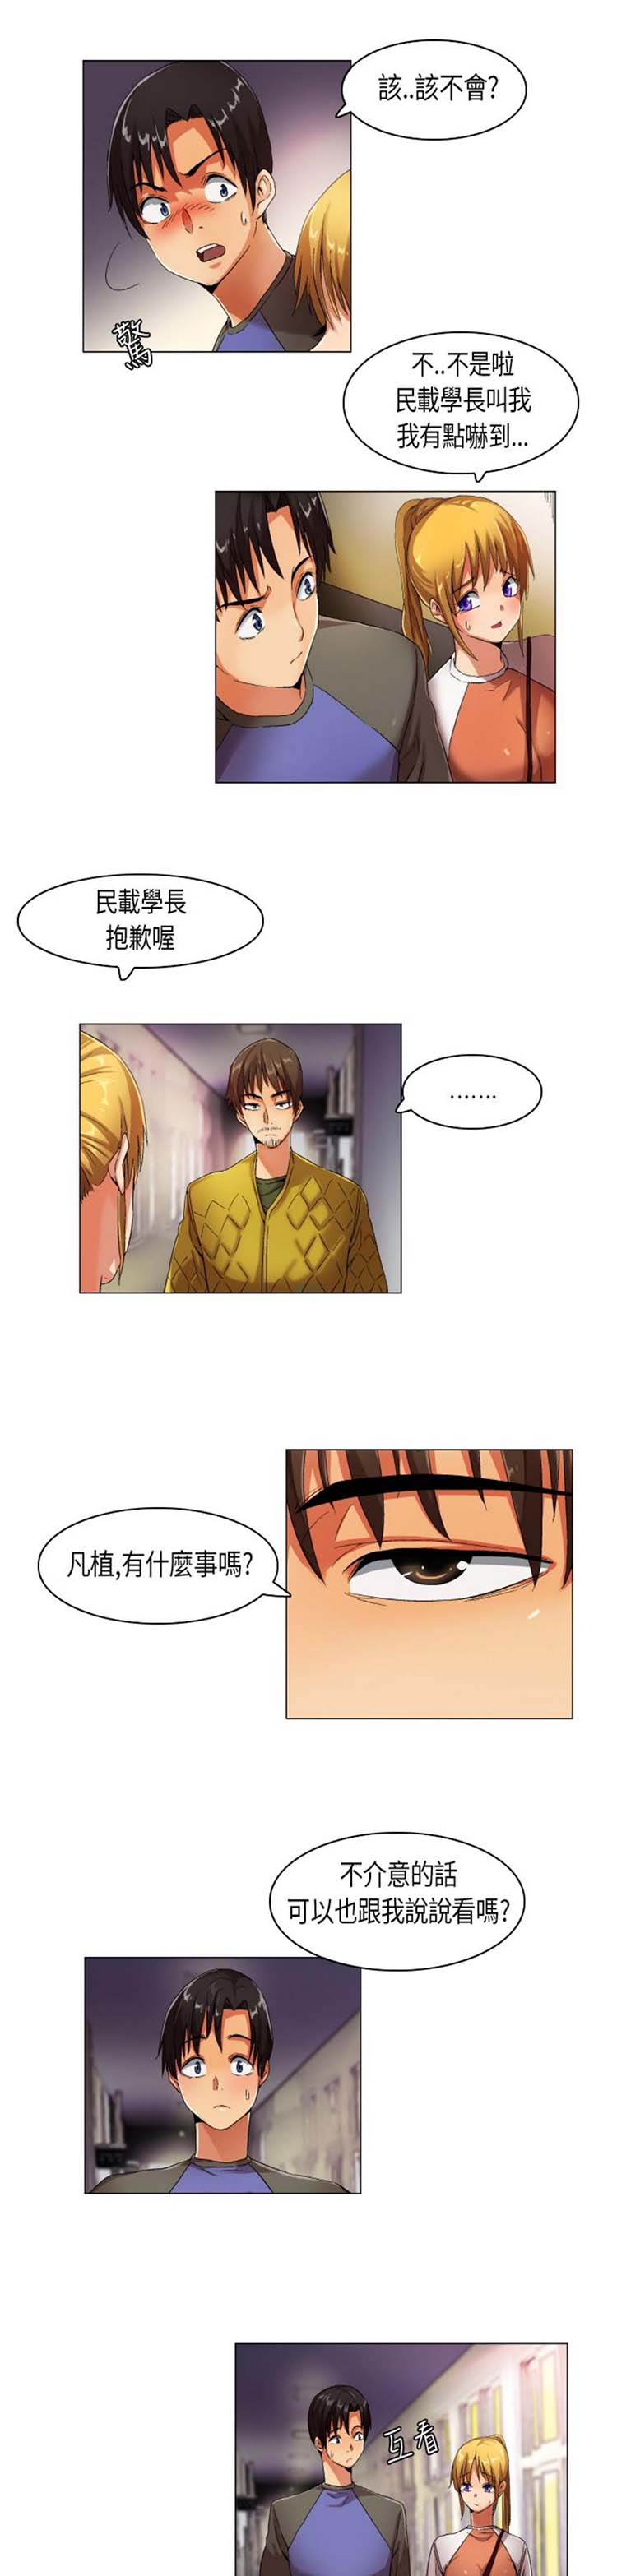 該..該不會?
驚
不..不是啦
民載學長叫我
我有點嚇到...
民載學長
抱歉喔
.......
凡植,有什麼事嗎?
不介意的話
可以也跟我說說看嗎?
互看